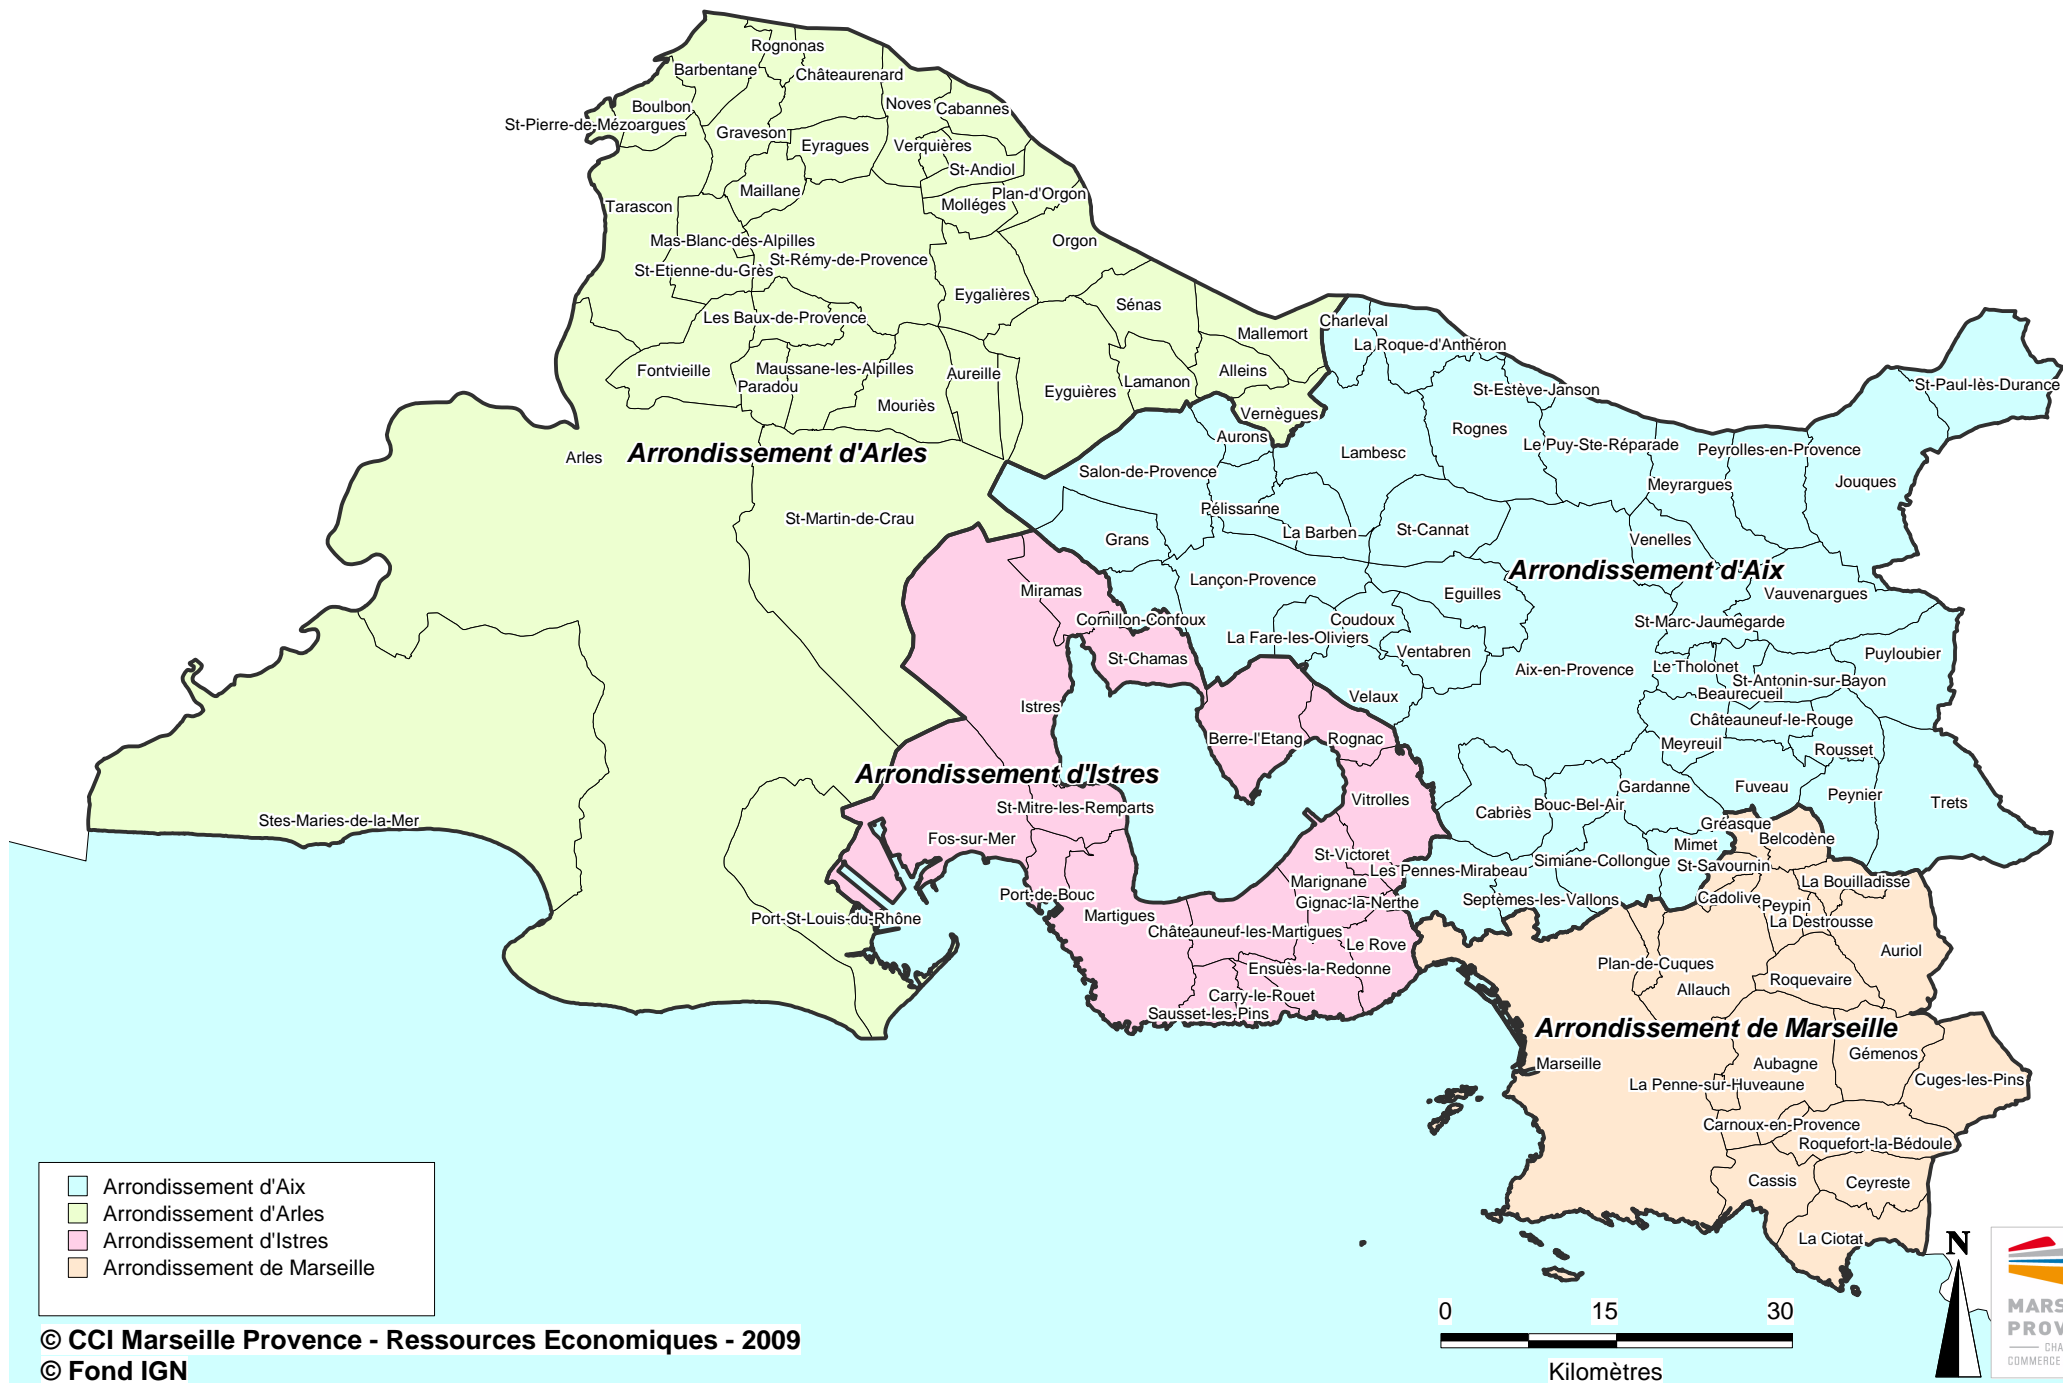 Rognonas
Barbentane
Châteaurenard
Boulbon
Noves
Cabannes
St-Pierre-de-Mézoargues
Graveson
Eyragues
Verquières
St-Andiol
Maillane
Plan-d'Orgon
Molléges
Tarascon
Mas-Blanc-des-Alpilles
Orgon
St-Rémy-de-Provence
St-Etienne-du-Grès
Eygalières
Sénas
Les Baux-de-Provence
Charleval
Mallemort
La Roque-d'Anthéron
Fontvieille
Maussane-les-Alpilles
Aureille
Alleins
Paradou
Lamanon
Eyguières
St-Estève-Janson
St-Paul-lès-Durance
Mouriès
Vernègues
Aurons
Rognes
Le Puy-Ste-Réparade
Peyrolles-en-Provence
Arles
Arrondissement d'Arles
Lambesc
Salon-de-Provence
Meyrargues
Jouques
St-Martin-de-Crau
Pélissanne
La Barben
St-Cannat
Grans
Venelles
Arrondissement d'Aix
Miramas
Lançon-Provence
Eguilles
Vauvenargues
Cornillon-Confoux
Coudoux
St-Marc-Jaumegarde
La Fare-les-Oliviers
St-Chamas
Ventabren
Puyloubier
Aix-en-Provence
Le-Tholonet
St-Antonin-sur-Bayon
Velaux
Beaurecueil
Istres
Châteauneuf-le-Rouge
Berre-l'Etang
Rognac
Meyreuil
Rousset
Arrondissement d'Istres
Gardanne
Fuveau
Peynier
Trets
Vitrolles
St-Mitre-les-Remparts
Cabriès
Bouc-Bel-Air
Stes-Maries-de-la-Mer
Fos-sur-Mer
Gréasque
Belcodène
Mimet
St-Victoret
Simiane-Collongue
St-Savournin
Les Pennes-Mirabeau
Marignane
La Bouilladisse
Port-de-Bouc
Gignac-la-Nerthe
Septèmes-les-Vallons
Cadolive
Peypin
Port-St-Louis-du-Rhône
Martigues
La Destrousse
Châteauneuf-les-Martigues
Le Rove
Auriol
Plan-de-Cuques
Ensuès-la-Redonne
Roquevaire
Allauch
Carry-le-Rouet
Sausset-les-Pins
Arrondissement de Marseille
Marseille
Aubagne
Gémenos
La Penne-sur-Huveaune
Cuges-les-Pins
Carnoux-en-Provence
Roquefort-la-Bédoule
Cassis
Ceyreste
La Ciotat
Arrondissement d'Aix
Arrondissement d'Arles
Arrondissement d'Istres
Arrondissement de Marseille
N
0 15 30
Kilomètres
MARS
PROV
CHA
COMMERCE
© CCI Marseille Provence - Ressources Economiques - 2009
© Fond IGN